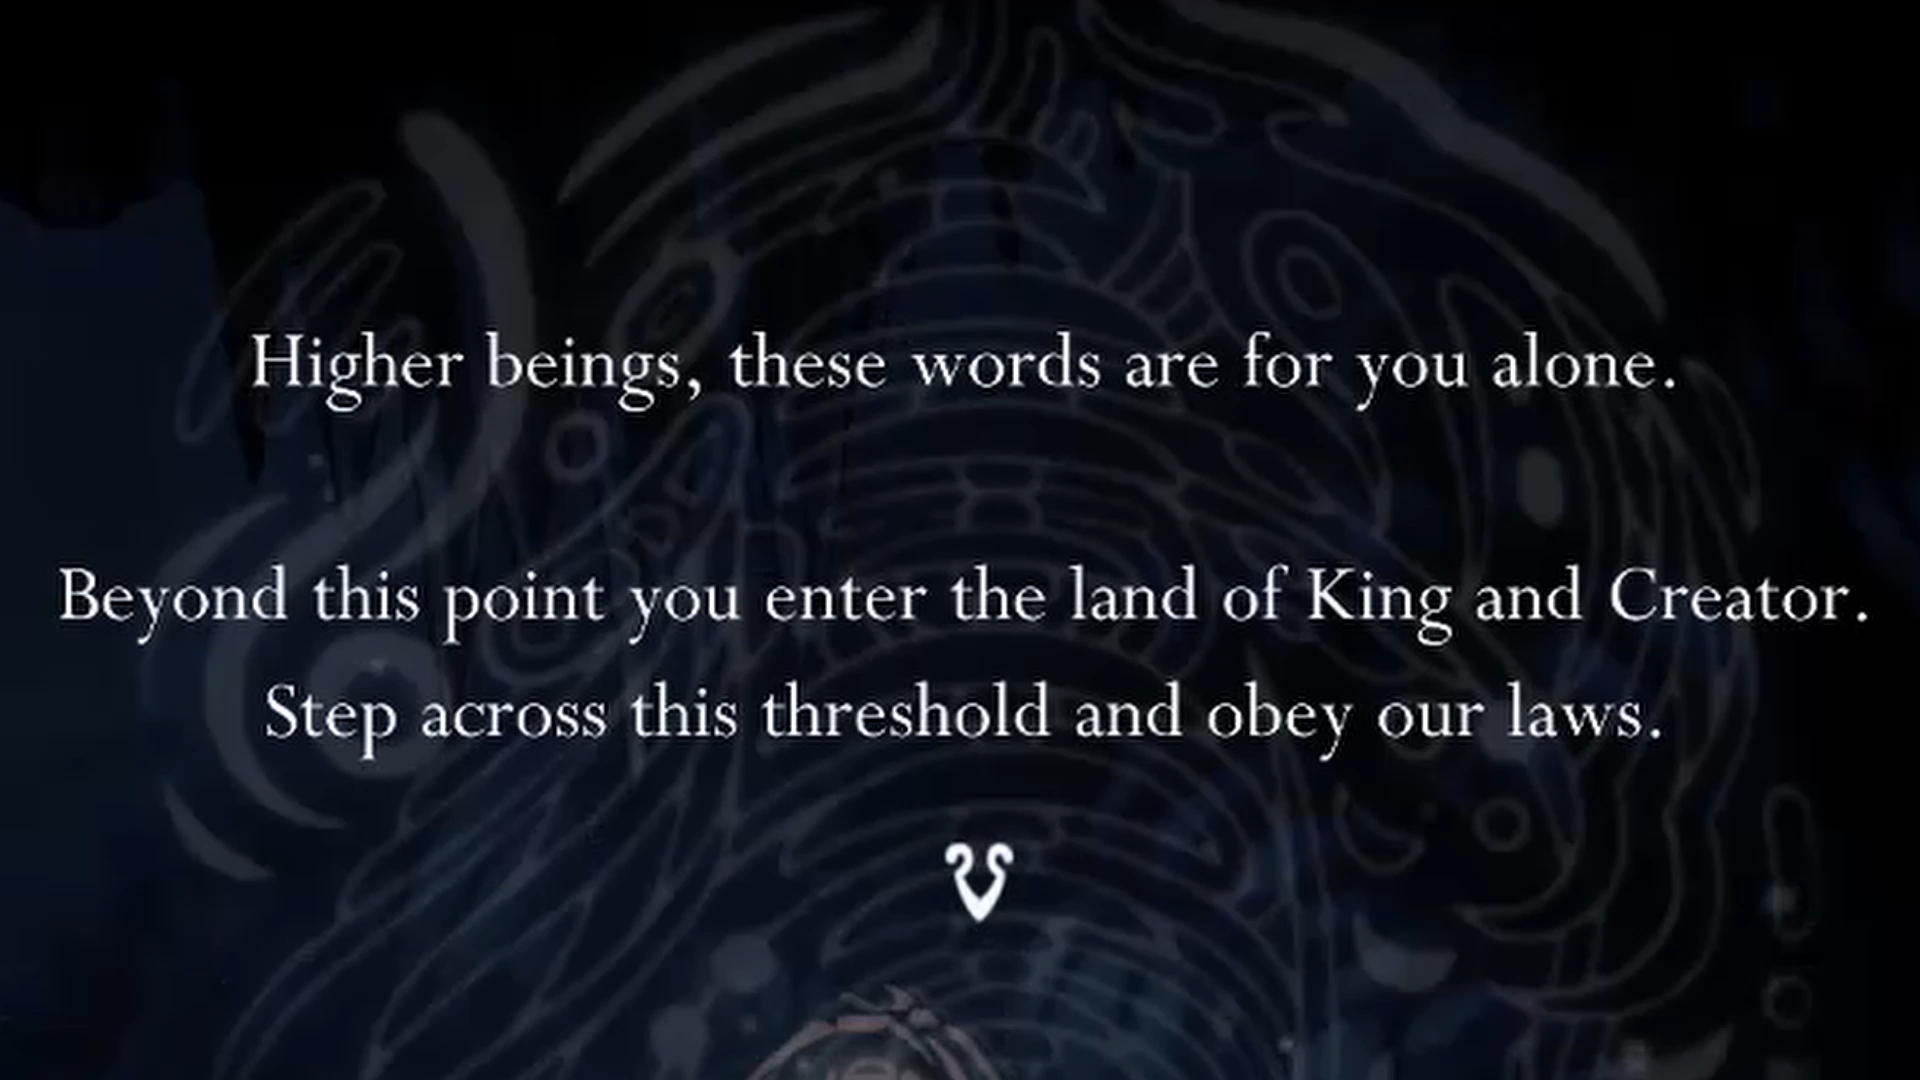 Higher beings, these words are for you alone.
Beyond this point you enter the land of King and Creator.
Step across this threshold and obey our laws.